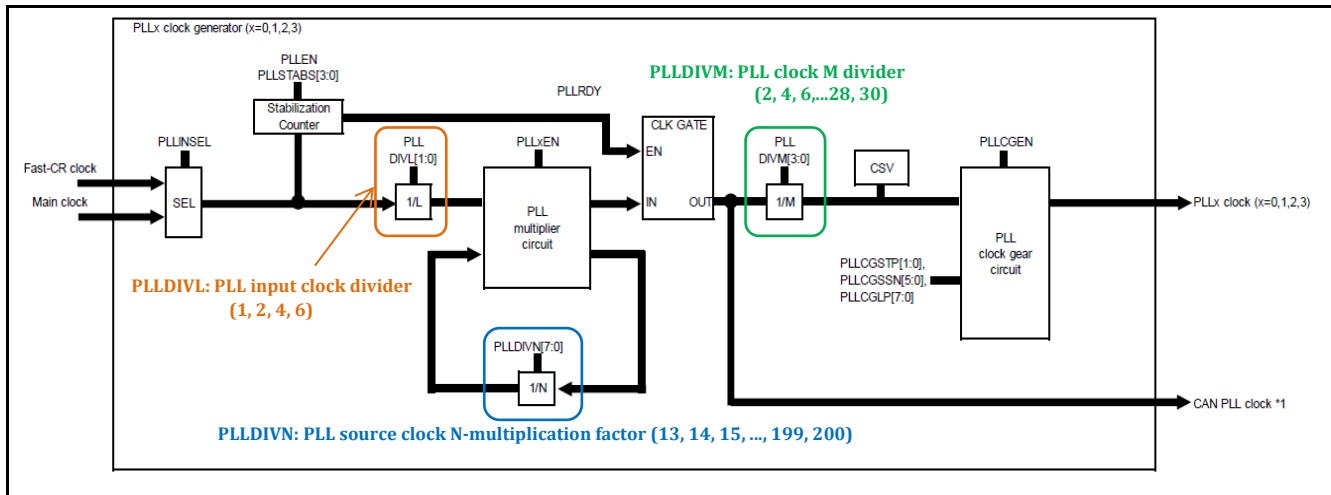 PLLx clock generator (x=0,1,2,3)
PLLEN
PLLSTABS[3:0]
Stabilization
Counter
PLLRDY
PLLDIVM: PLL clock M divider
(2, 4, 6,...28, 30)
PLLINSEL
Fast-CR clock
Main clock
SEL
PLL
DIVL[1:0]
1/L
PLLxEN
PLL
multiplier
circuit
CLK GATE
EN
IN
OUT
PLL
DIVM[3:0]
1/M
CSV
PLLCGEN
PLL
clock gear
circuit
PLLx clock (x=0,1,2,3)
PLLCGSTP[1:0],
PLLCGSSN[5:0],
PLLCGLP[7:0]
PLLDIVL: PLL input clock divider
(1, 2, 4, 6)
PLLDIVN[7:0]
1/N
CAN PLL clock *1
PLLDIVN: PLL source clock N-multiplication factor (13, 14, 15, ..., 199, 200)